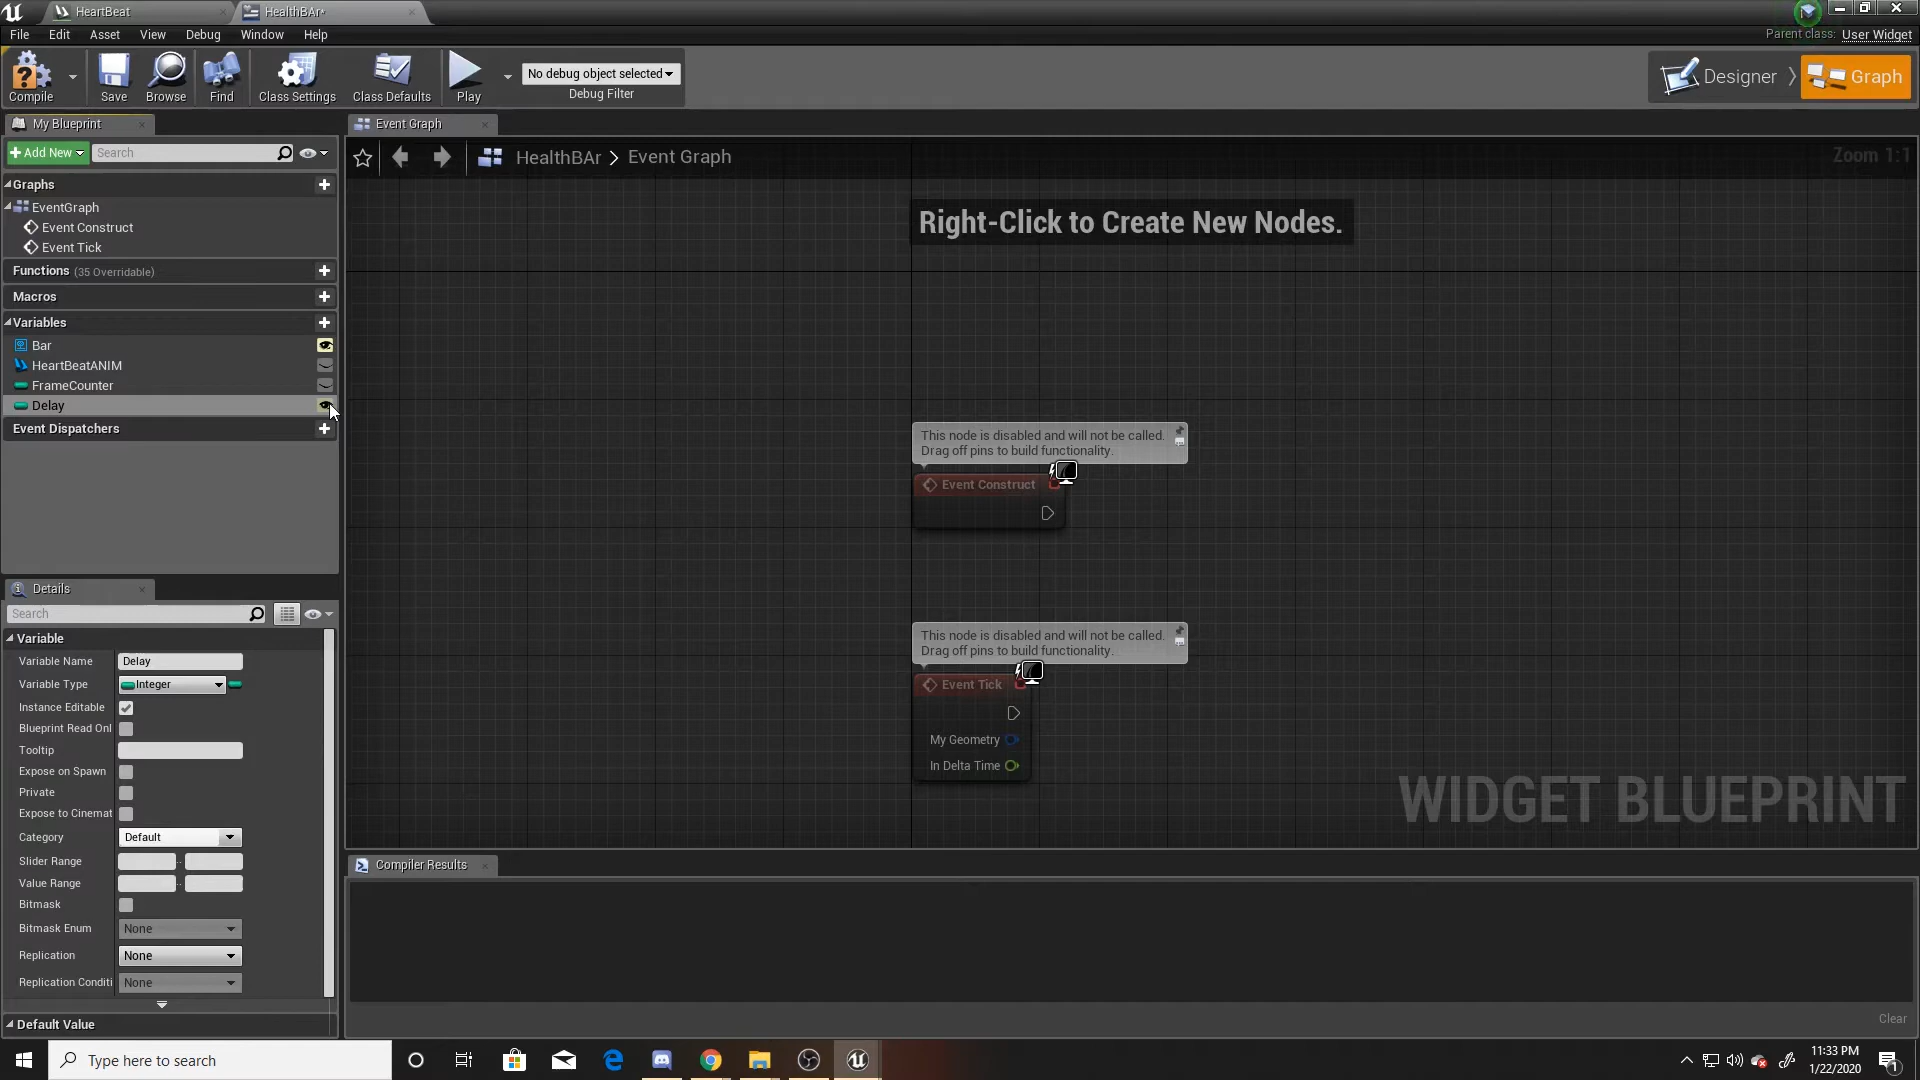 HeartBeat
HealthBAr*
File Edit Asset View Debug Window Help
Parent class: User Widget
Compile
Save
Browse
Find
Class Settings
Class Defaults
Play
No debug object selected
Debug Filter
Designer
Graph
My Blueprint
Event Graph
Add New
Search
HealthBAr > Event Graph
Zoom 1:1
Right-Click to Create New Nodes.
Graphs
EventGraph
Event Construct
Event Tick
Functions (35 Overridable)
Macros
Variables
Bar
HeartBeatANIM
FrameCounter
Delay
Event Dispatchers
This node is disabled and will not be called.
Drag off pins to build functionality.
Event Construct
This node is disabled and will not be called.
Drag off pins to build functionality.
Event Tick
My Geometry
In Delta Time
WIDGET BLUEPRINT
Details
Search
Variable
Variable Name Delay
Variable Type Integer
Instance Editable
Blueprint Read Onl
Tooltip
Expose on Spawn
Private
Expose to Cinemat
Category Default
Slider Range
Value Range
Bitmask
Bitmask Enum None
Replication None
Replication Conditi None
Default Value
Compiler Results
Clear
Type here to search
11:33 PM
1/22/2020
1